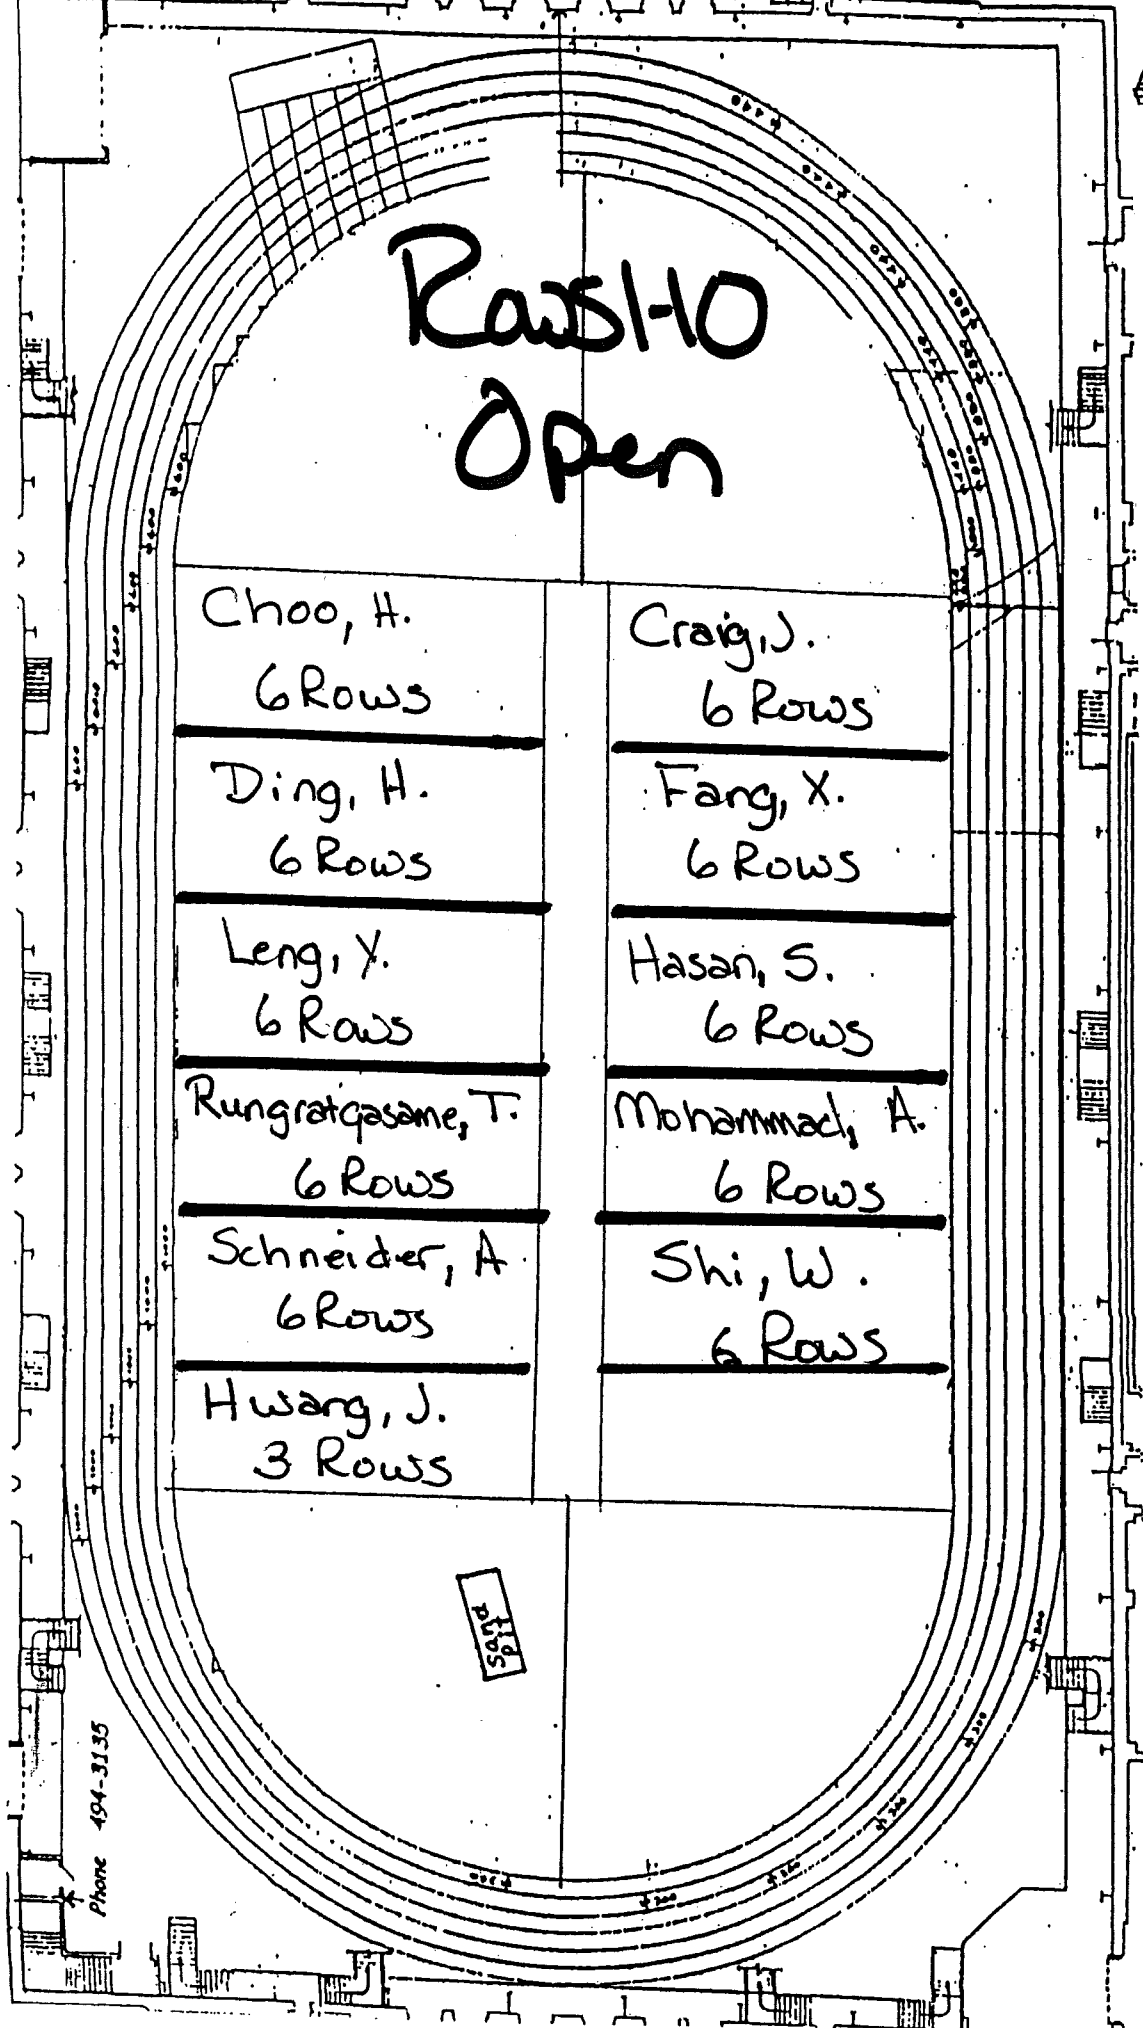 Rows 1-10
Open
Choo, H.
6 Rows
Craig, J.
6 Rows
Ding, H.
6 Rows
Fang, X.
6 Rows
Leng, Y.
6 Rows
Hasan, S.
6 Rows
Rungratgasame, T.
6 Rows
Mohammad, A.
6 Rows
Schneider, A
6 Rows
Shi, W.
6 Rows
Hwang, J.
3 Rows
Sand
pit
Phone 494-3135